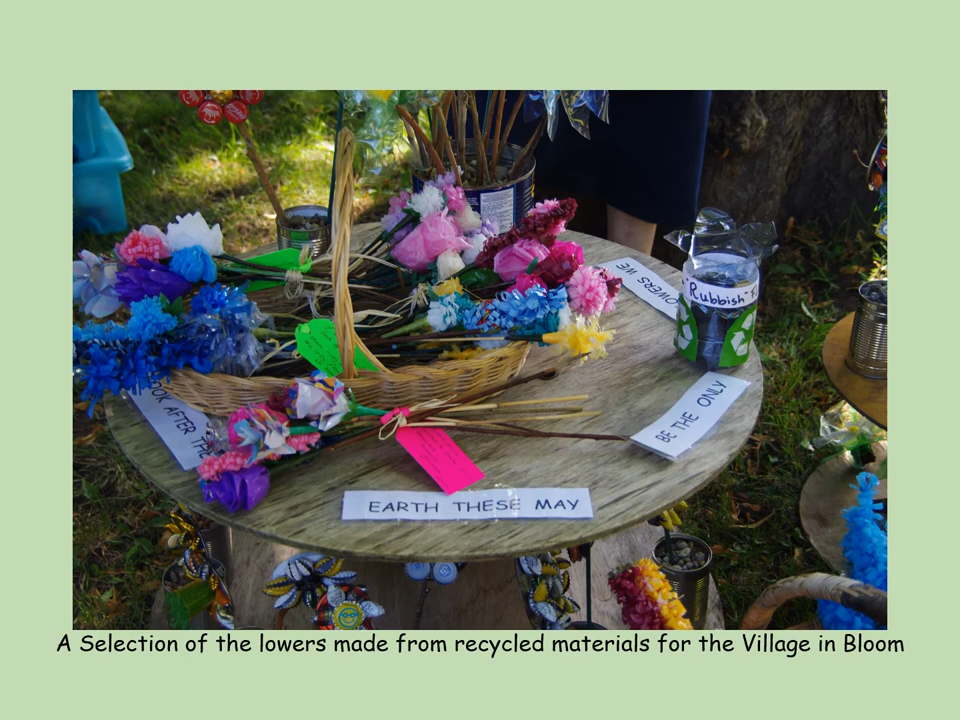 "Rubbish"
OWERS WE
BE THE ONLY
LOOK AFTER THE
EARTH THESE MAY
A Selection of the lowers made from recycled materials for the Village in Bloom